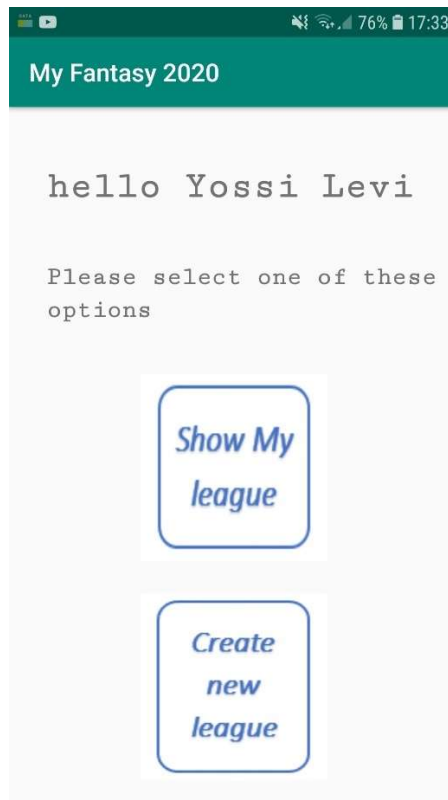 DATA
76% 17:33
My Fantasy 2020
hello Yossi Levi
Please select one of these
options
Show My
league
Create
new
league